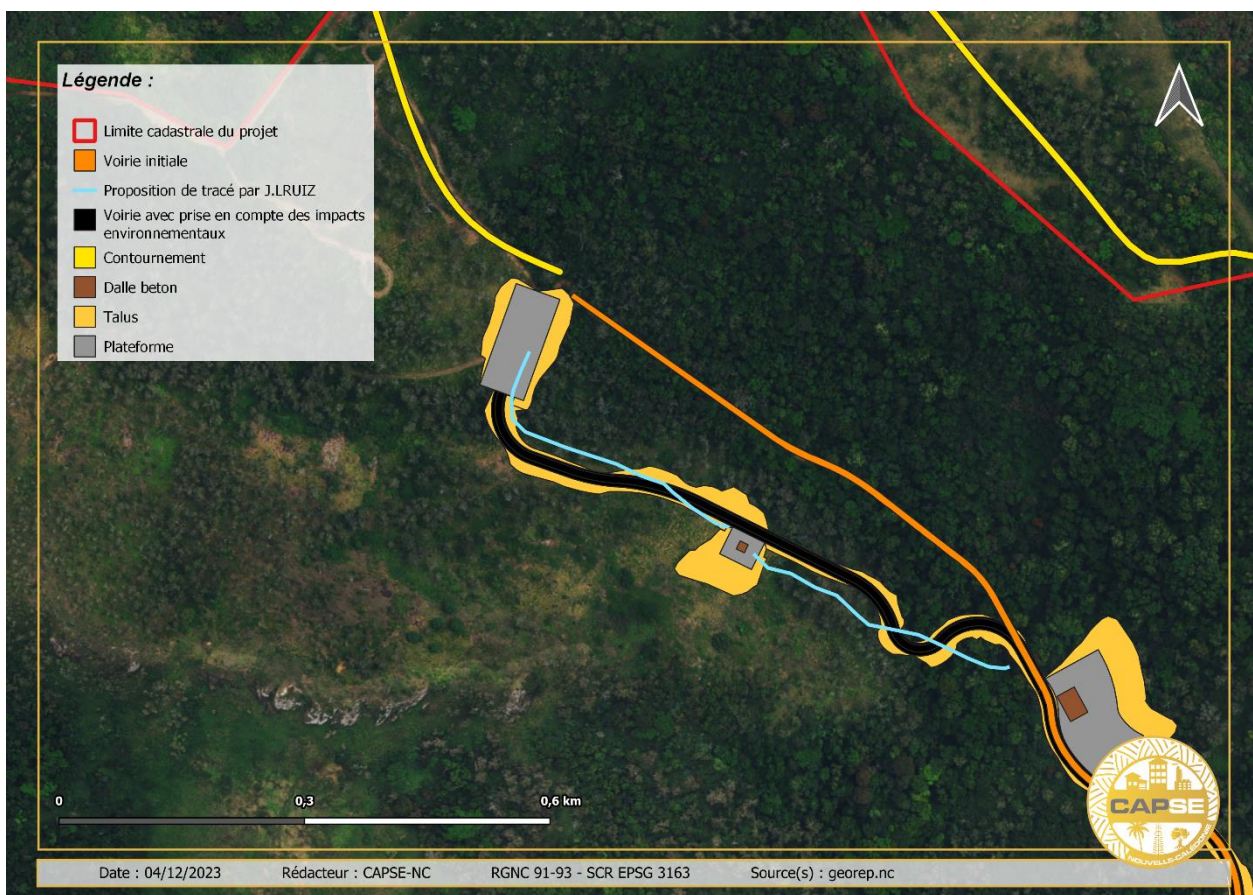 Légende :
Limite cadastrale du projet
Voirie initiale
Proposition de tracé par J.LRUIZ
Voirie avec prise en compte des impacts
environnementaux
Contournement
Dalle beton
Talus
Plateforme
0 0,3 0,6 km
CAPSE
NOUVELLE-CALEDONIE
Date : 04/12/2023 Rédacteur : CAPSE-NC RGNC 91-93 - SCR EPSG 3163 Source(s) : georep.nc